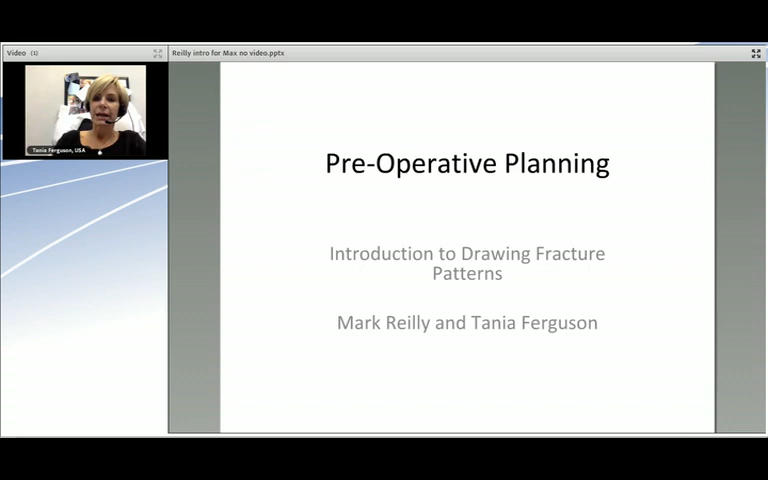 Video (1)
Reilly intro for Max no video.pptx
Tania Ferguson, USA
Pre-Operative Planning
Introduction to Drawing Fracture
Patterns
Mark Reilly and Tania Ferguson